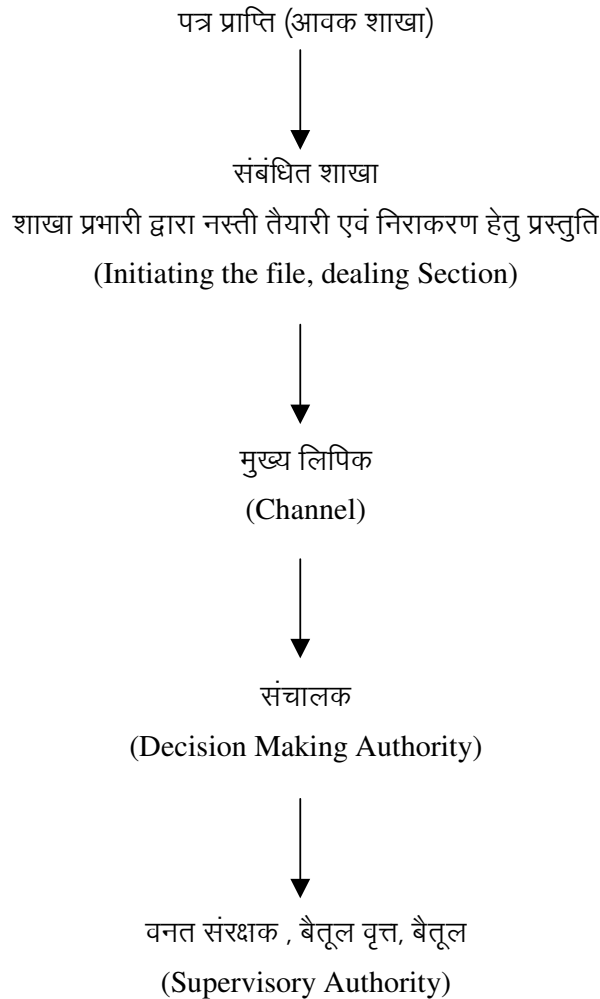 पत्र प्राप्ति (आवक शाखा)
संबंधित शाखा
शाखा प्रभारी द्वारा नस्ती तैयारी एवं निराकरण हेतु प्रस्तुति
(Initiating the file, dealing Section)
मुख्य लिपिक
(Channel)
संचालक
(Decision Making Authority)
वनत संरक्षक , बैतूल वृत्त, बैतूल
(Supervisory Authority)